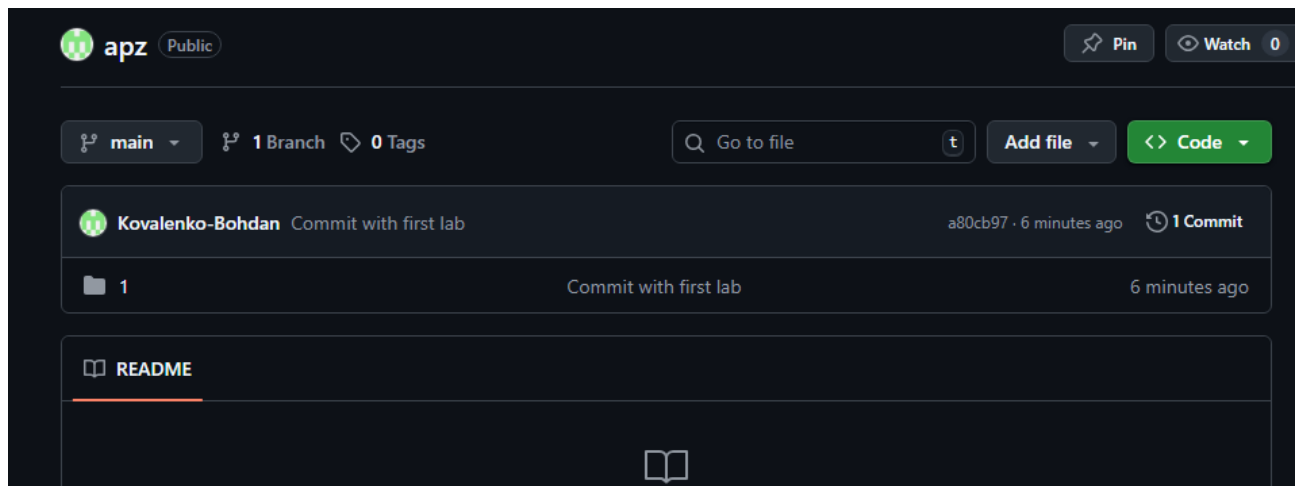 apz Public Pin Watch 0
main 1 Branch 0 Tags Go to file t Add file Code
Kovalenko-Bohdan Commit with first lab a80cb97 · 6 minutes ago 1 Commit
1 Commit with first lab 6 minutes ago
README